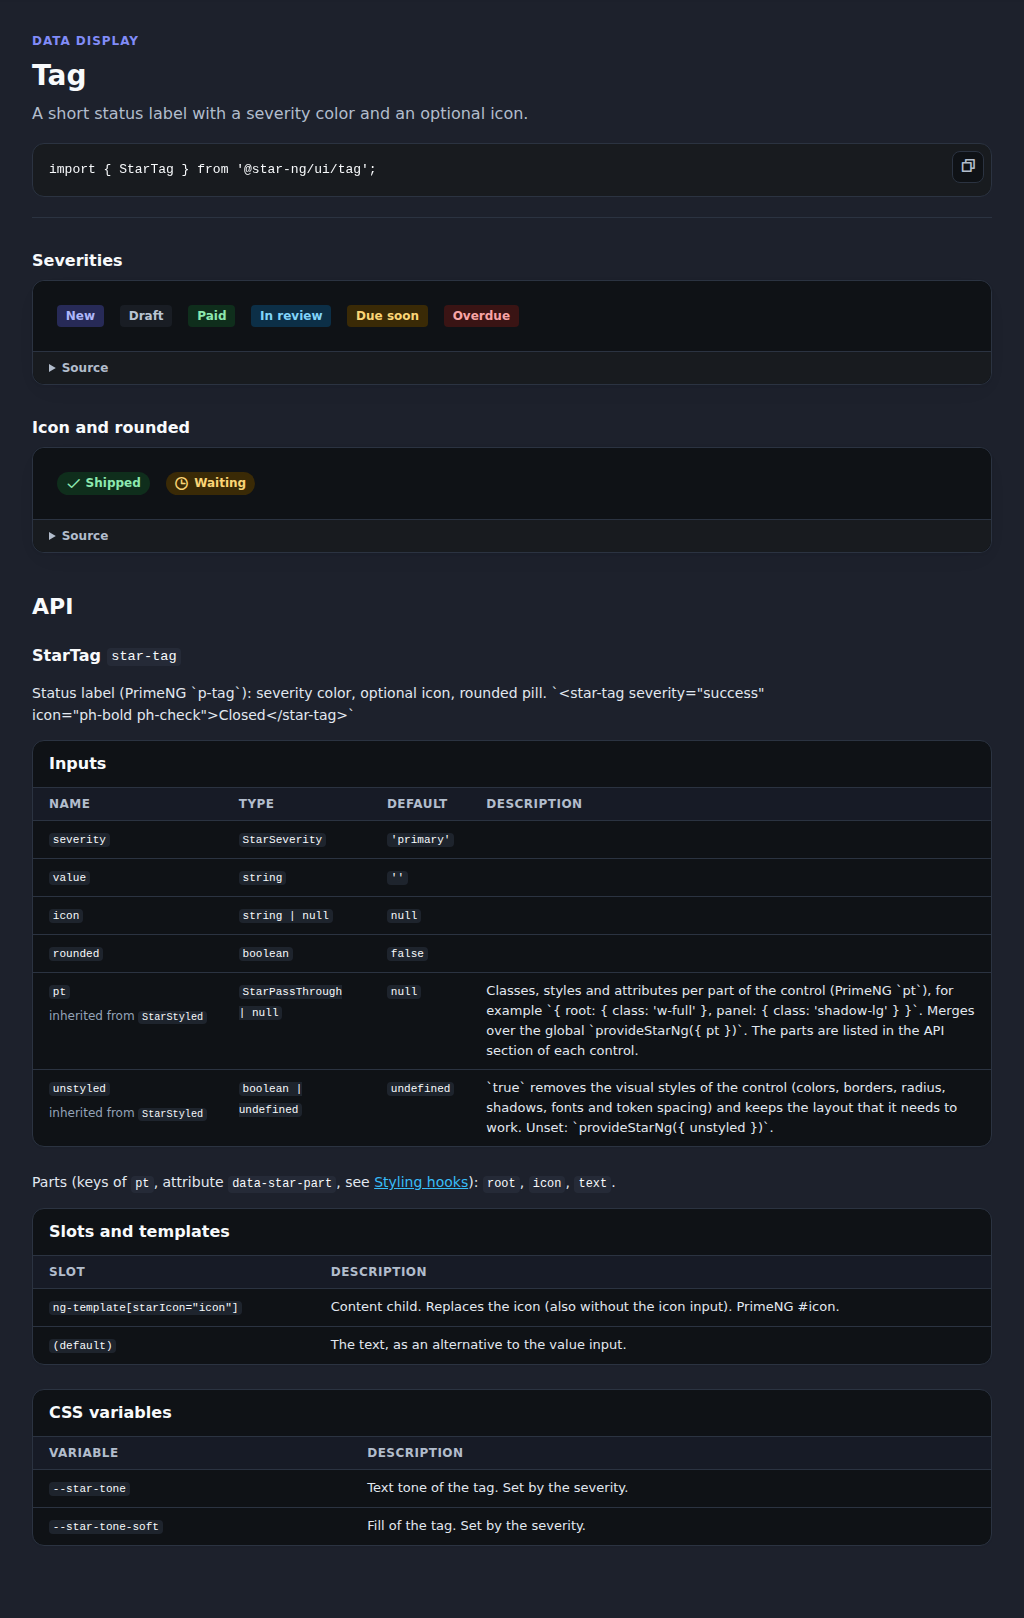 DATA DISPLAY
Tag
A short status label with a severity color and an optional icon.
import { StarTag } from '@star-ng/ui/tag';
Severities
New Draft Paid In review Due soon Overdue
Source
Icon and rounded
Shipped Waiting
Source
API
StarTag star-tag
Status label (PrimeNG `p-tag`): severity color, optional icon, rounded pill. `<star-tag severity="success"
icon="ph-bold ph-check">Closed</star-tag>`
Inputs
NAME TYPE DEFAULT DESCRIPTION
severity StarSeverity 'primary'
value string ''
icon string | null null
rounded boolean false
pt StarPassThrough null Classes, styles and attributes per part of the control (PrimeNG `pt`), for
| null example `{ root: { class: 'w-full' }, panel: { class: 'shadow-lg' } }`. Merges
inherited from StarStyled over the global `provideStarNg({ pt })`. The parts are listed in the API
section of each control.
unstyled boolean | undefined `true` removes the visual styles of the control (colors, borders, radius,
inherited from StarStyled undefined shadows, fonts and token spacing) and keeps the layout that it needs to
work. Unset: `provideStarNg({ unstyled })`.
Parts (keys of pt, attribute data-star-part, see Styling hooks): root, icon, text.
Slots and templates
SLOT DESCRIPTION
ng-template[starIcon="icon"] Content child. Replaces the icon (also without the icon input). PrimeNG #icon.
(default) The text, as an alternative to the value input.
CSS variables
VARIABLE DESCRIPTION
--star-tone Text tone of the tag. Set by the severity.
--star-tone-soft Fill of the tag. Set by the severity.